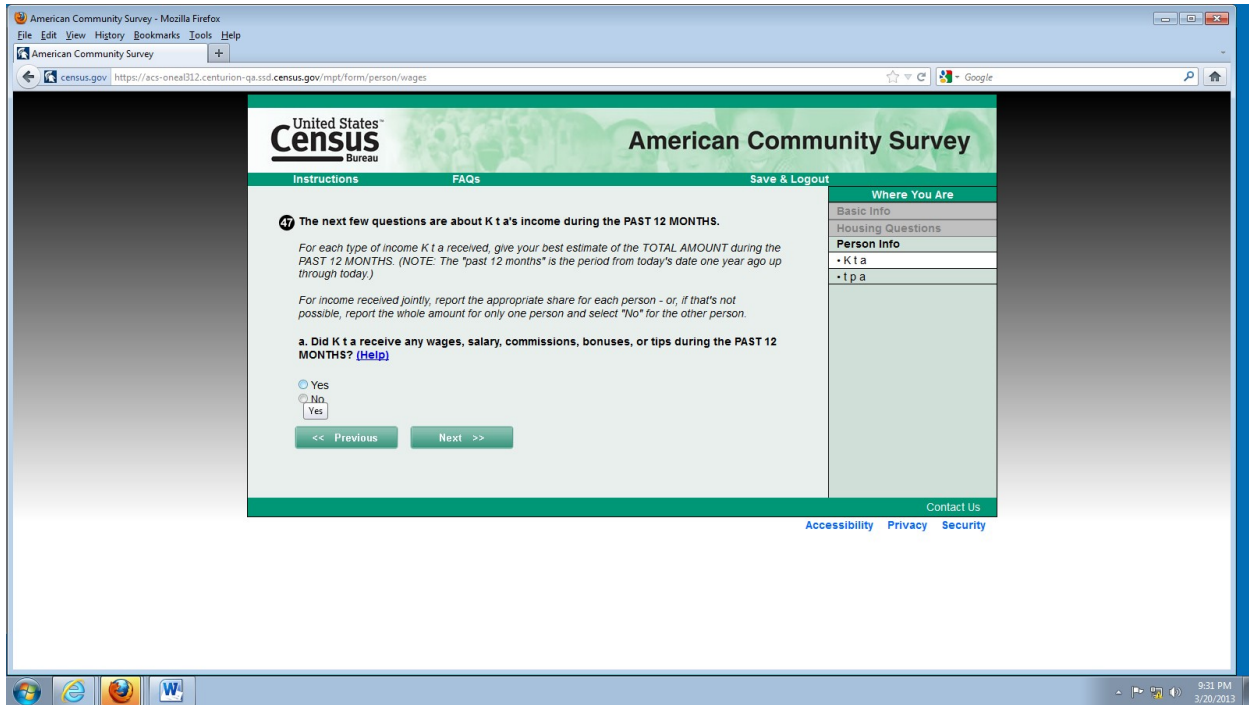 American Community Survey - Mozilla Firefox
File Edit View History Bookmarks Tools Help
American Community Survey +
census.gov https://acs-oneal312.centurion-qa.ssd.census.gov/mpt/form/person/wages Google
United States™
Census
Bureau
American Community Survey
Instructions FAQs Save & Logout
Where You Are
Basic Info
Housing Questions
Person Info
• K t a
• t p a
47 The next few questions are about K t a's income during the PAST 12 MONTHS.
For each type of income K t a received, give your best estimate of the TOTAL AMOUNT during the
PAST 12 MONTHS. (NOTE: The "past 12 months" is the period from today's date one year ago up
through today.)
For income received jointly, report the appropriate share for each person - or, if that's not
possible, report the whole amount for only one person and select "No" for the other person.
a. Did K t a receive any wages, salary, commissions, bonuses, or tips during the PAST 12
MONTHS? (Help)
Yes
No
Yes
<< Previous Next >>
Contact Us
Accessibility Privacy Security
W
9:31 PM
3/20/2013